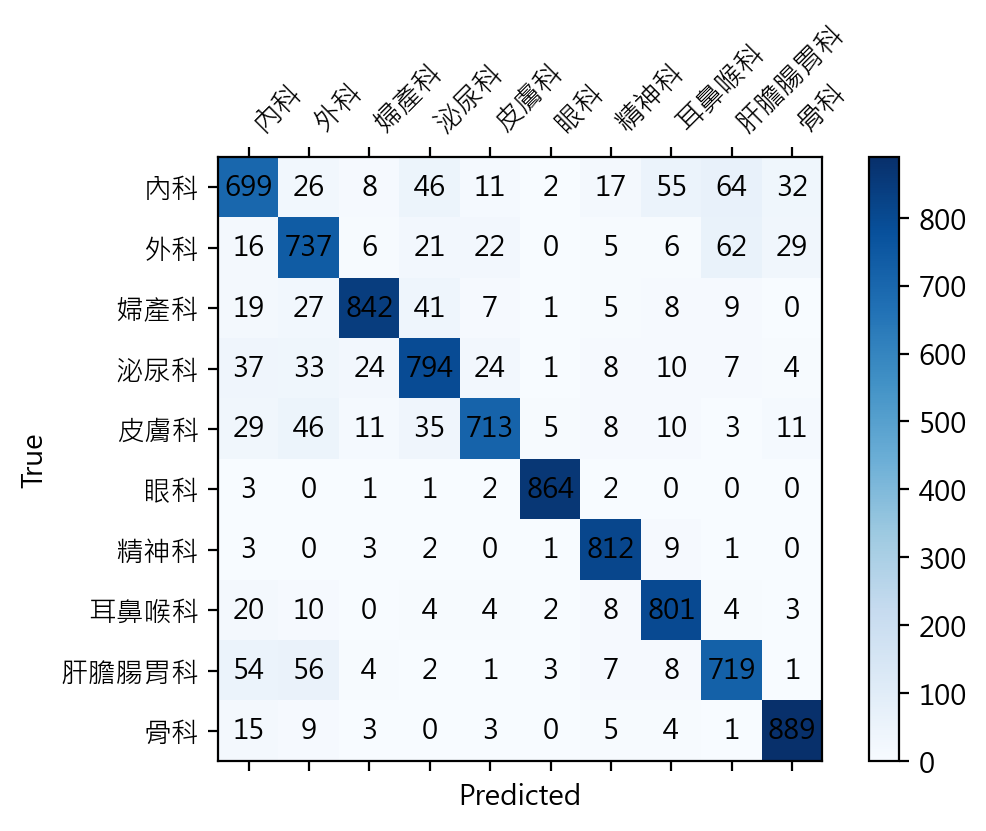 內科 外科 婦產科 泌尿科 皮膚科 眼科 精神科 耳鼻喉科 肝膽腸胃科 骨科
內科 699 26 8 46 11 2 17 55 64 32
外科 16 737 6 21 22 0 5 6 62 29
婦產科 19 27 842 41 7 1 5 8 9 0
泌尿科 37 33 24 794 24 1 8 10 7 4
皮膚科 29 46 11 35 713 5 8 10 3 11
眼科 3 0 1 1 2 864 2 0 0 0
精神科 3 0 3 2 0 1 812 9 1 0
耳鼻喉科 20 10 0 4 4 2 8 801 4 3
肝膽腸胃科 54 56 4 2 1 3 7 8 719 1
骨科 15 9 3 0 3 0 5 4 1 889
True
Predicted
800
700
600
500
400
300
200
100
0